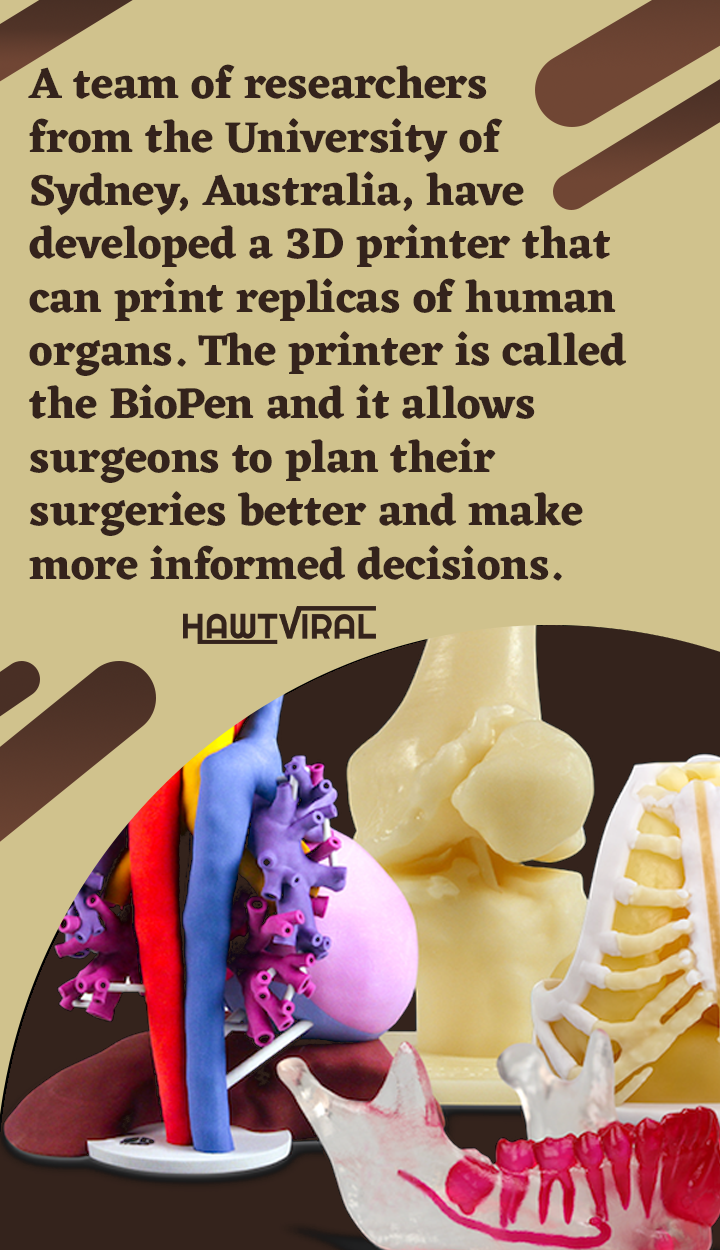 A team of researchers
from the University of
Sydney, Australia, have
developed a 3D printer that
can print replicas of human
organs. The printer is called
the BioPen and it allows
surgeons to plan their
surgeries better and make
more informed decisions.
HAWTVIRAL